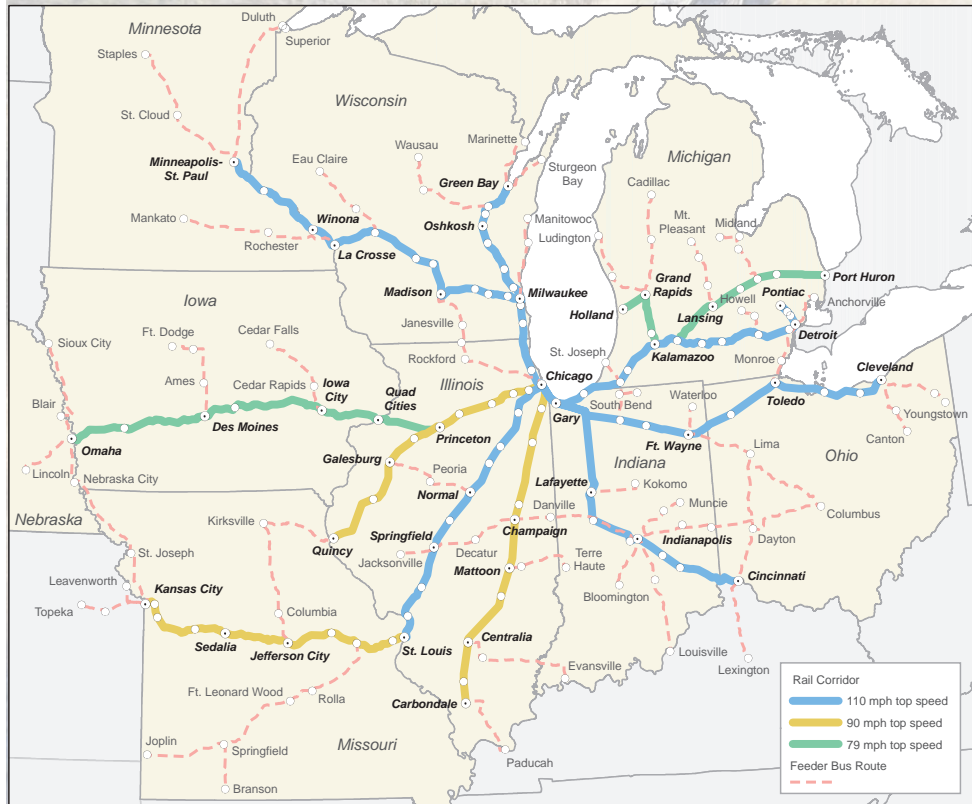 Duluth
Minnesota
Superior
Staples
Wisconsin
St. Cloud
Marinette
Wausau
Michigan
Minneapolis-
St. Paul
Eau Claire
Sturgeon
Bay
Green Bay
Cadillac
Mankato
Winona
Oshkosh
Manitowoc
Mt.
Pleasant
Midland
Rochester
Ludington
La Crosse
Grand
Rapids
Port Huron
Madison
Milwaukee
Pontiac
Howell
Anchorville
Iowa
Holland
Lansing
Janesville
Detroit
Sioux City
Ft. Dodge
Cedar Falls
Rockford
St. Joseph
Kalamazoo
Monroe
Ames
Cedar Rapids
Iowa
City
Quad
Cities
Illinois
Chicago
Cleveland
Blair
South Bend
Waterloo
Toledo
Des Moines
Gary
Youngstown
Omaha
Princeton
Ft. Wayne
Canton
Lima
Galesburg
Indiana
Ohio
Lincoln
Nebraska City
Peoria
Normal
Lafayette
Kokomo
Nebraska
Kirksville
Danville
Muncie
Columbus
Quincy
Springfield
Champaign
Indianapolis
Dayton
St. Joseph
Jacksonville
Decatur
Mattoon
Terre
Haute
Leavenworth
Kansas City
Bloomington
Cincinnati
Topeka
Columbia
Centralia
Sedalia
Jefferson City
St. Louis
Louisville
Lexington
Evansville
Ft. Leonard Wood
Rolla
Carbondale
Joplin
Springfield
Missouri
Paducah
Branson
Rail Corridor
110 mph top speed
90 mph top speed
79 mph top speed
Feeder Bus Route